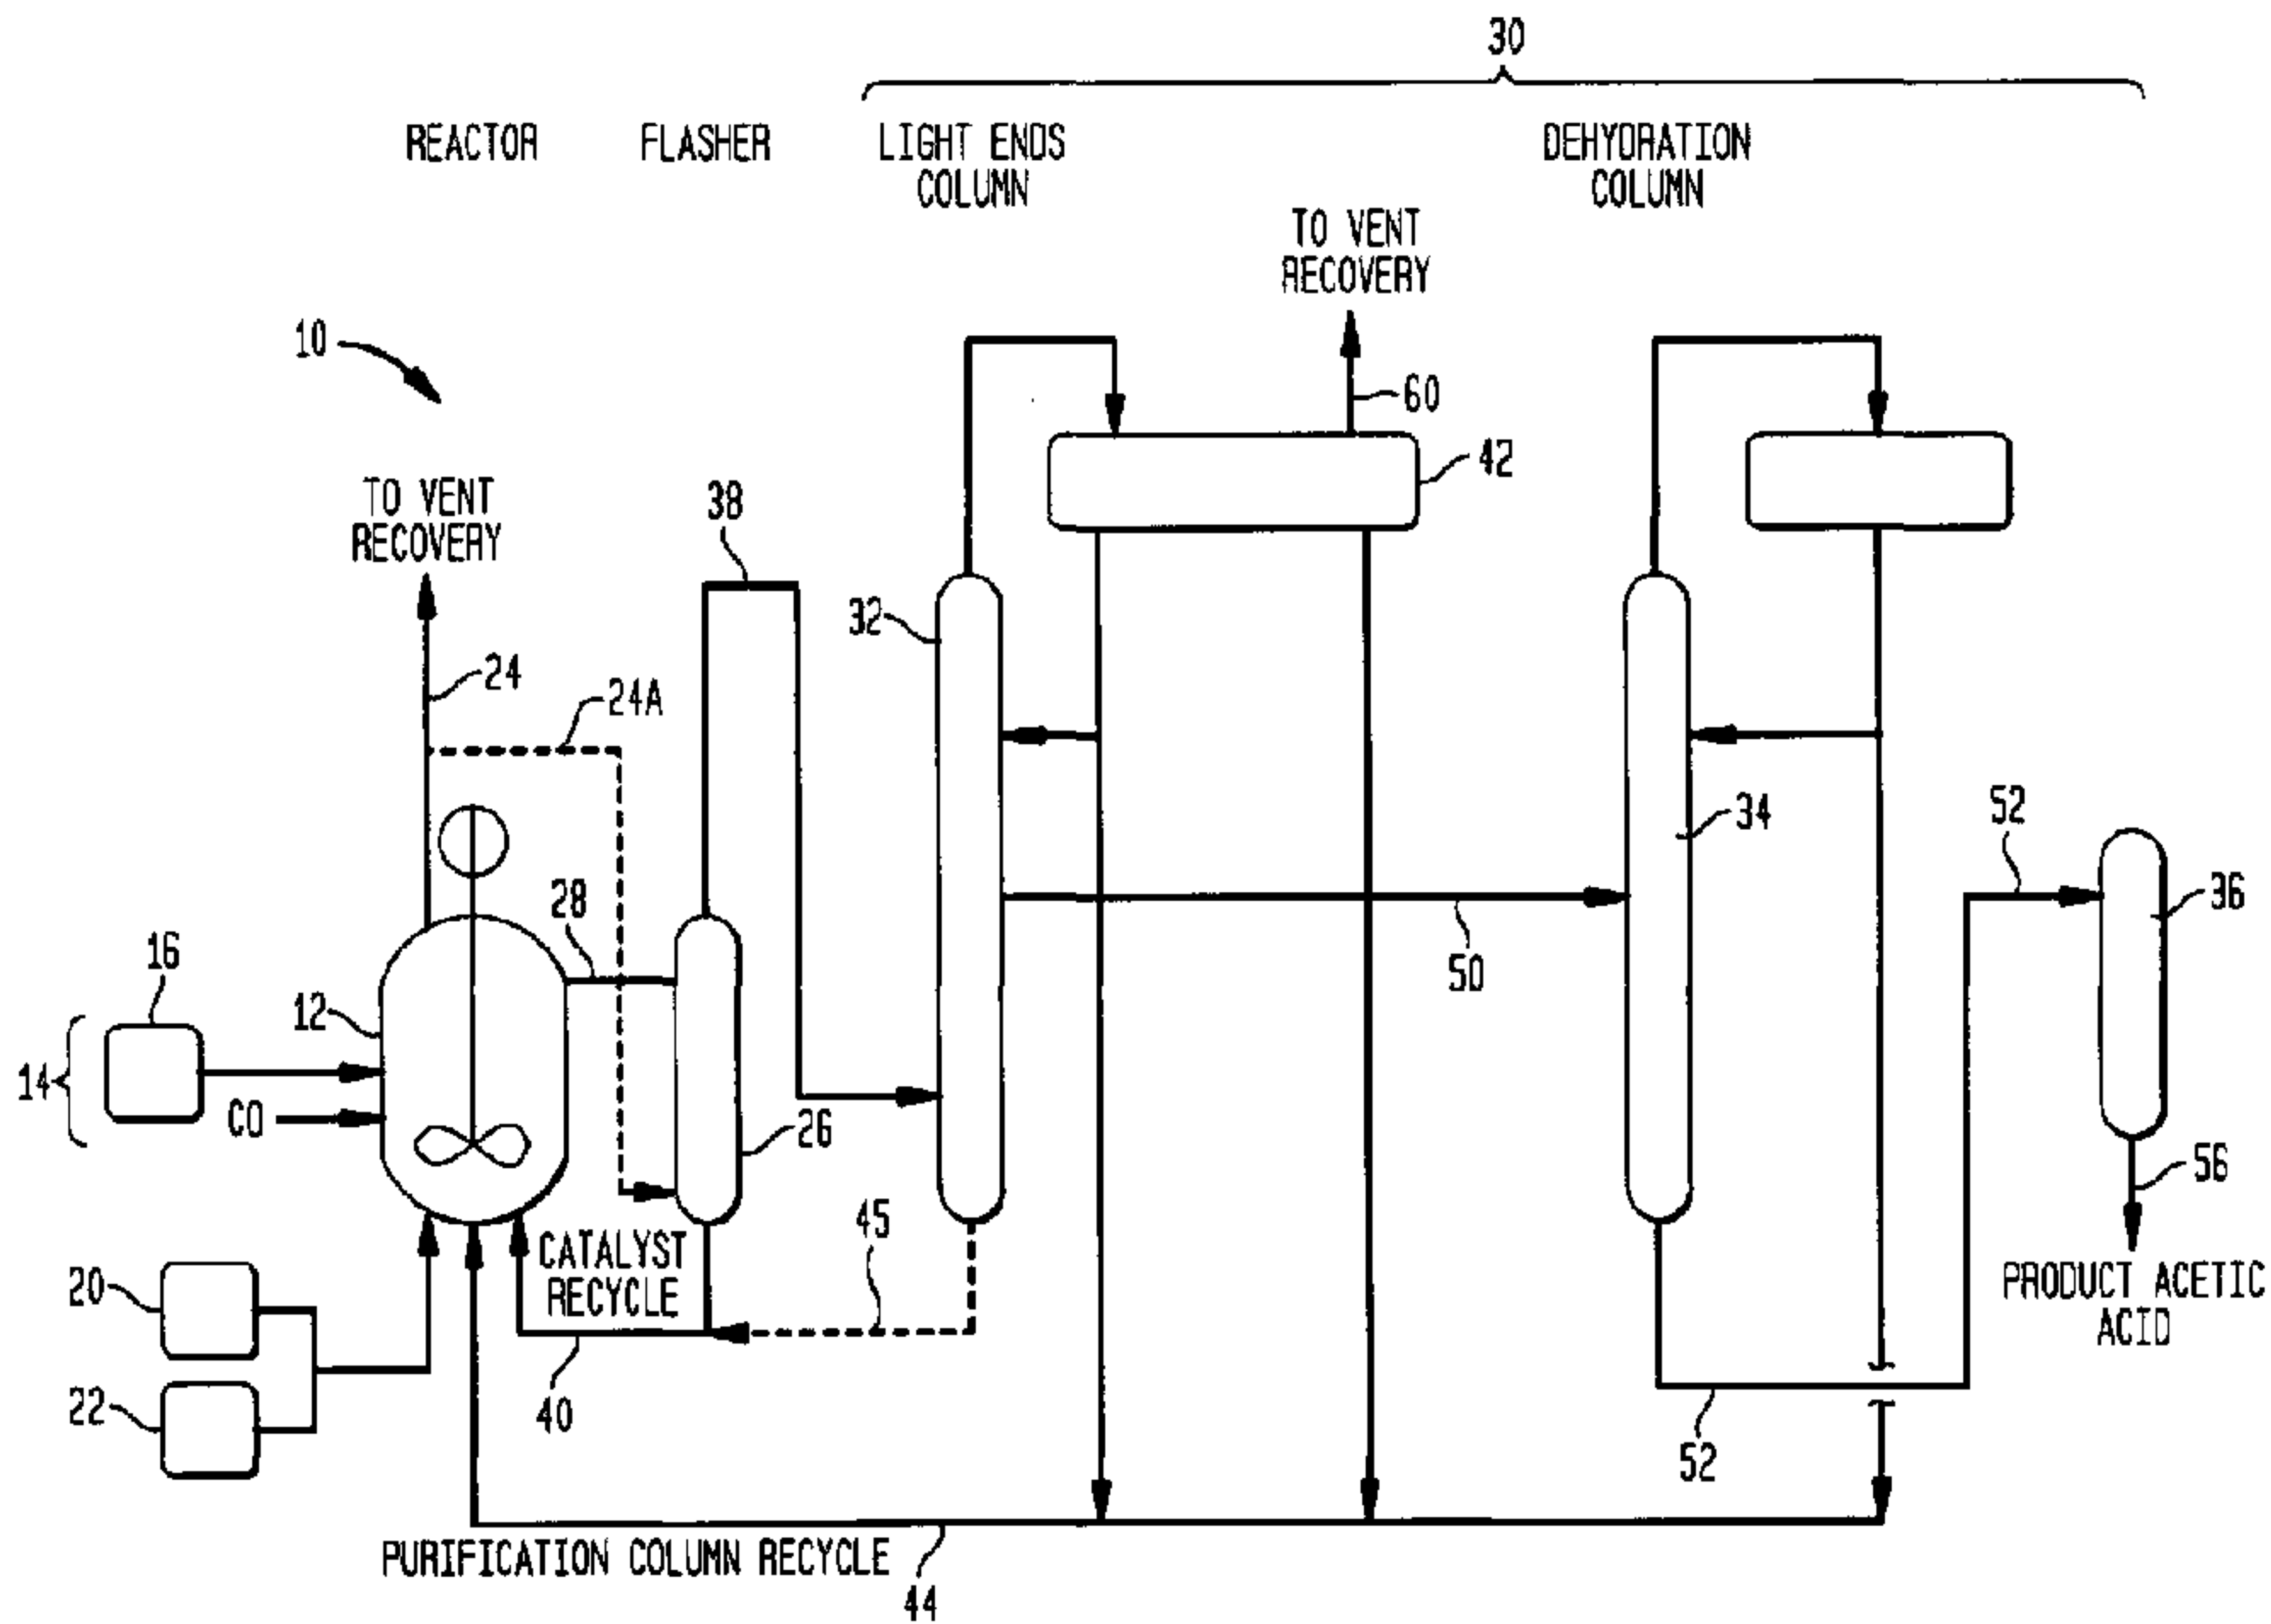 30
REACTOR
FLASHER
LIGHT ENDS
COLUMN
DEHYDRATION
COLUMN
TO VENT
RECOVERY
10
60
42
TO VENT
RECOVERY
38
32
24
24A
34
52
28
36
16
50
12
14
CO
26
56
45
CATALYST
RECYCLE
20
PRODUCT ACETIC
ACID
22
40
52
PURIFICATION COLUMN RECYCLE
44